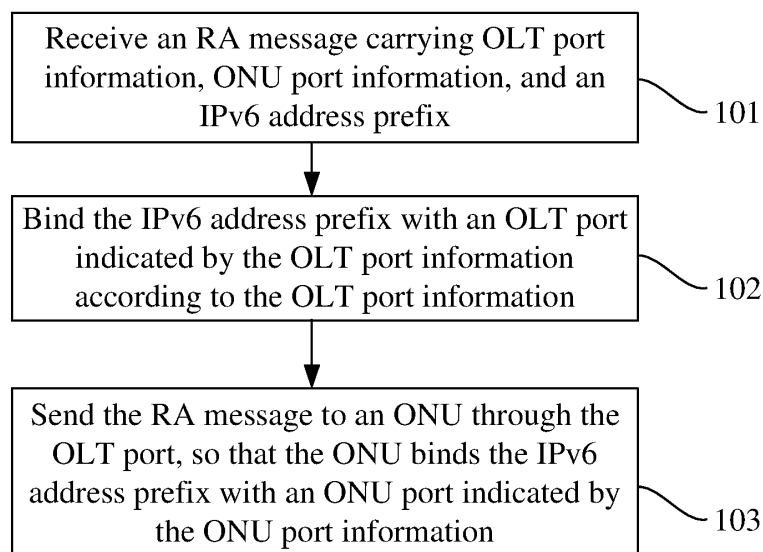 Receive an RA message carrying OLT port
information, ONU port information, and an
IPv6 address prefix
101
Bind the IPv6 address prefix with an OLT port
indicated by the OLT port information
according to the OLT port information
102
Send the RA message to an ONU through the
OLT port, so that the ONU binds the IPv6
address prefix with an ONU port indicated by
the ONU port information
103